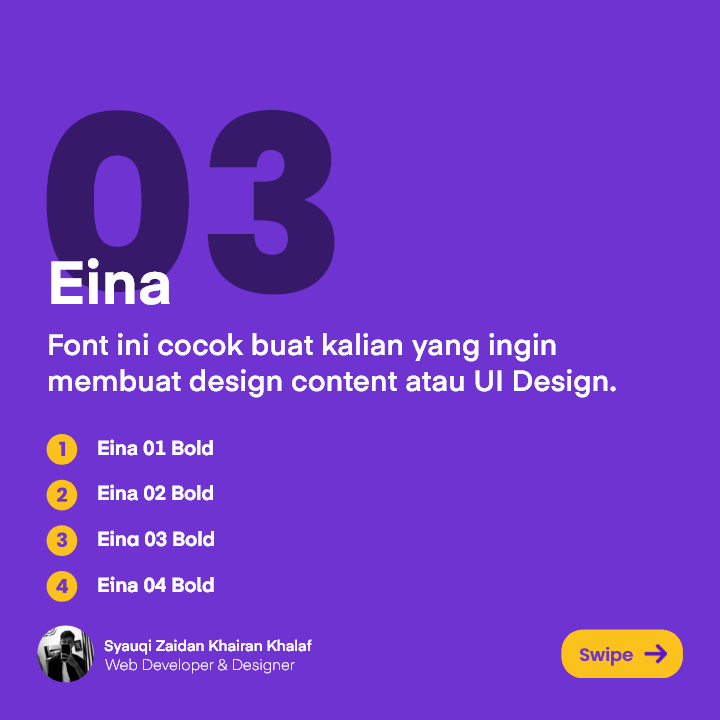 03
Eina
Font ini cocok buat kalian yang ingin
membuat design content atau UI Design.
1 Eina 01 Bold
2 Eina 02 Bold
3 Eina 03 Bold
4 Eina 04 Bold
Syauqi Zaidan Khairan Khalaf
Web Developer & Designer
Swipe